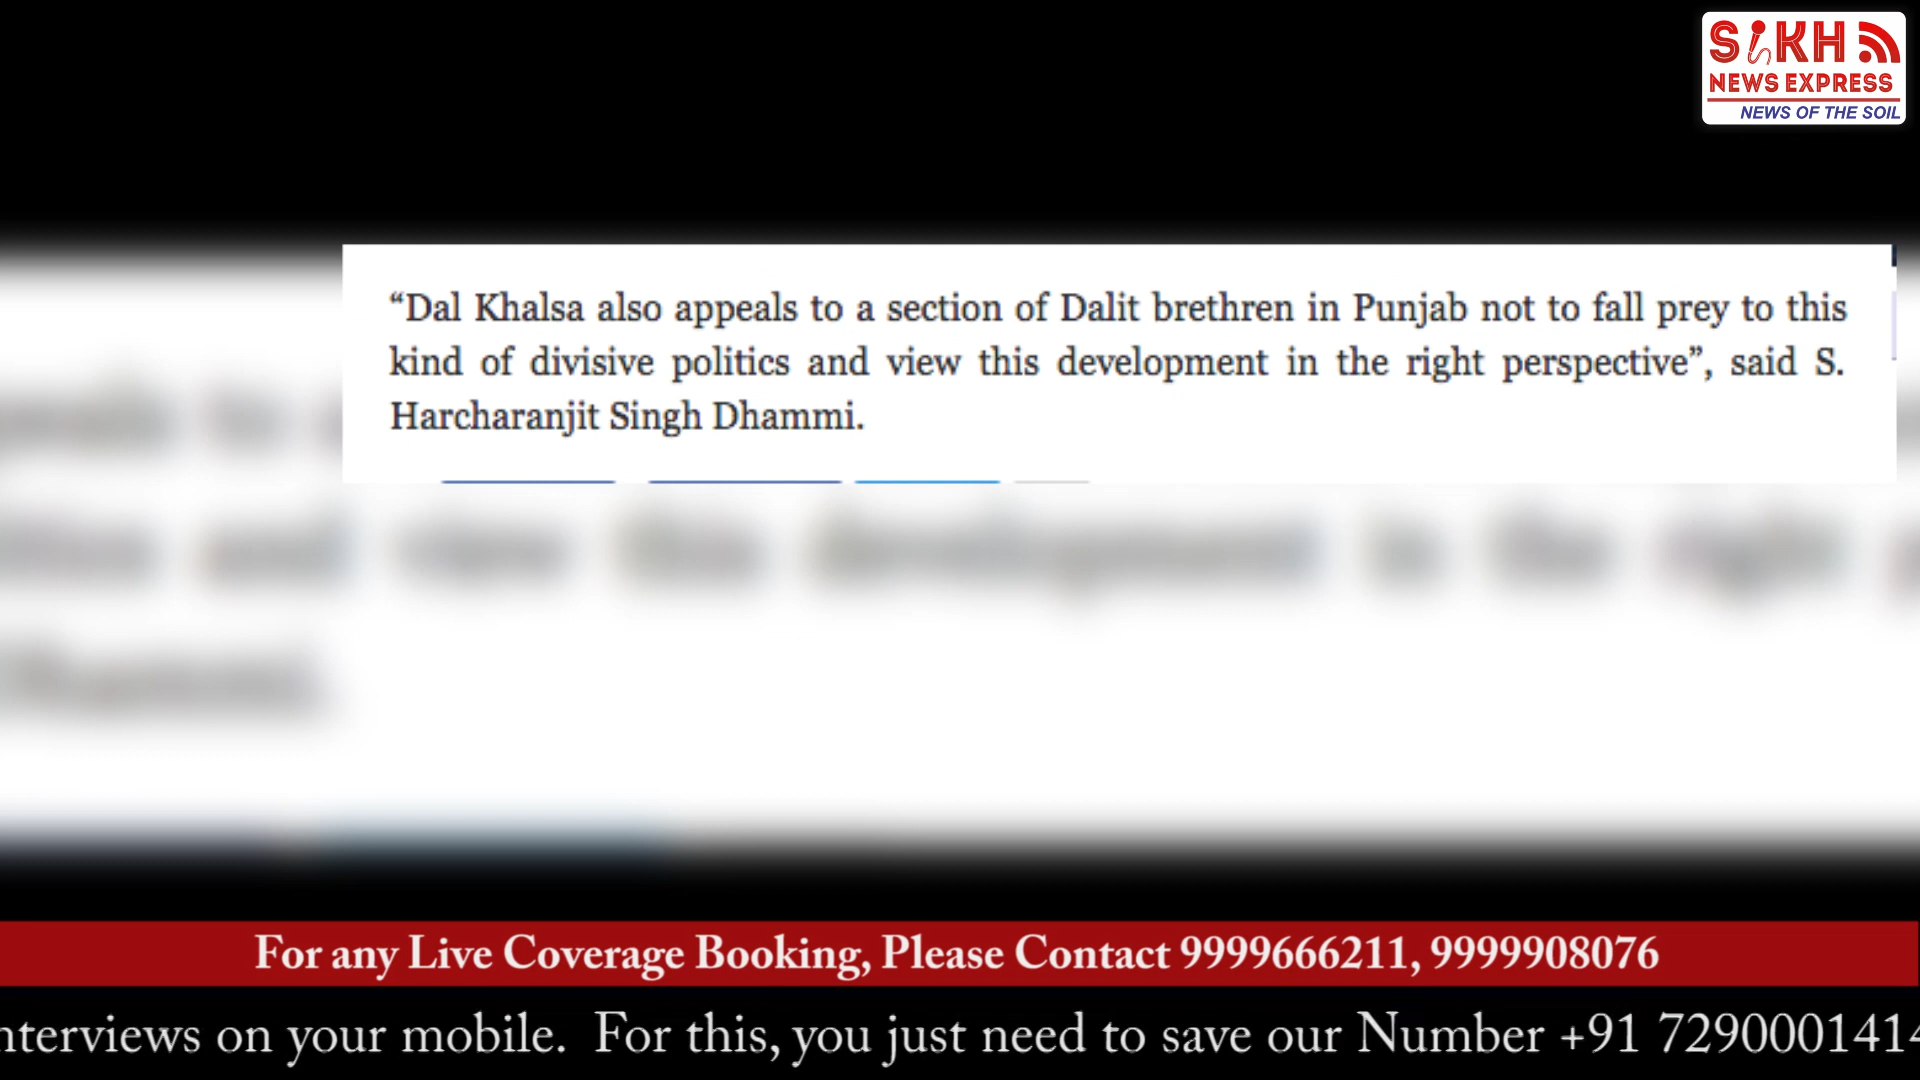 SiKH
NEWS EXPRESS
NEWS OF THE SOIL
“Dal Khalsa also appeals to a section of Dalit brethren in Punjab not to fall prey to this
kind of divisive politics and view this development in the right perspective”, said S.
Harcharanjit Singh Dhammi.
For any Live Coverage Booking, Please Contact 9999666211, 9999908076
nterviews on your mobile. For this, you just need to save our Number +91 7290001414